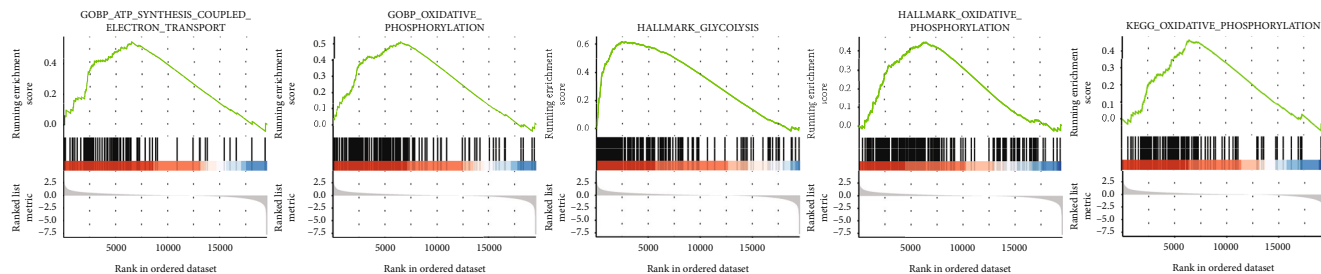 GOBP_ATP_SYNTHESIS_COUPLED_
ELECTRON_TRANSPORT
Running enrichment
score
0.4
0.2
0.0
Ranked list
metric
2.5
0.0
−2.5
−5.0
−7.5
5000
10000
15000
Rank in ordered dataset
GOBP_OXIDATIVE_
PHOSPHORYLATION
Running enrichment
score
0.5
0.4
0.3
0.2
0.1
0.0
Ranked list
metric
2.5
0.0
−2.5
−5.0
−7.5
5000
10000
15000
Rank in ordered dataset
HALLMARK_GLYCOLYSIS
Running enrichment
score
0.6
0.5
0.4
0.3
0.2
0.1
0.0
Ranked list
metric
2.5
0.0
−2.5
−5.0
−7.5
5000
10000
15000
Rank in ordered dataset
HALLMARK_OXIDATIVE_
PHOSPHORYLATION
Running enrichment
score
0.4
0.3
0.2
0.1
0.0
Ranked list
metric
2.5
0.0
−2.5
−5.0
−7.5
5000
10000
15000
Rank in ordered dataset
KEGG_OXIDATIVE_PHOSPHORYLATION
Running enrichment
score
0.4
0.3
0.2
0.1
0.0
Ranked list
metric
2.5
0.0
−2.5
−5.0
−7.5
5000
10000
15000
Rank in ordered dataset